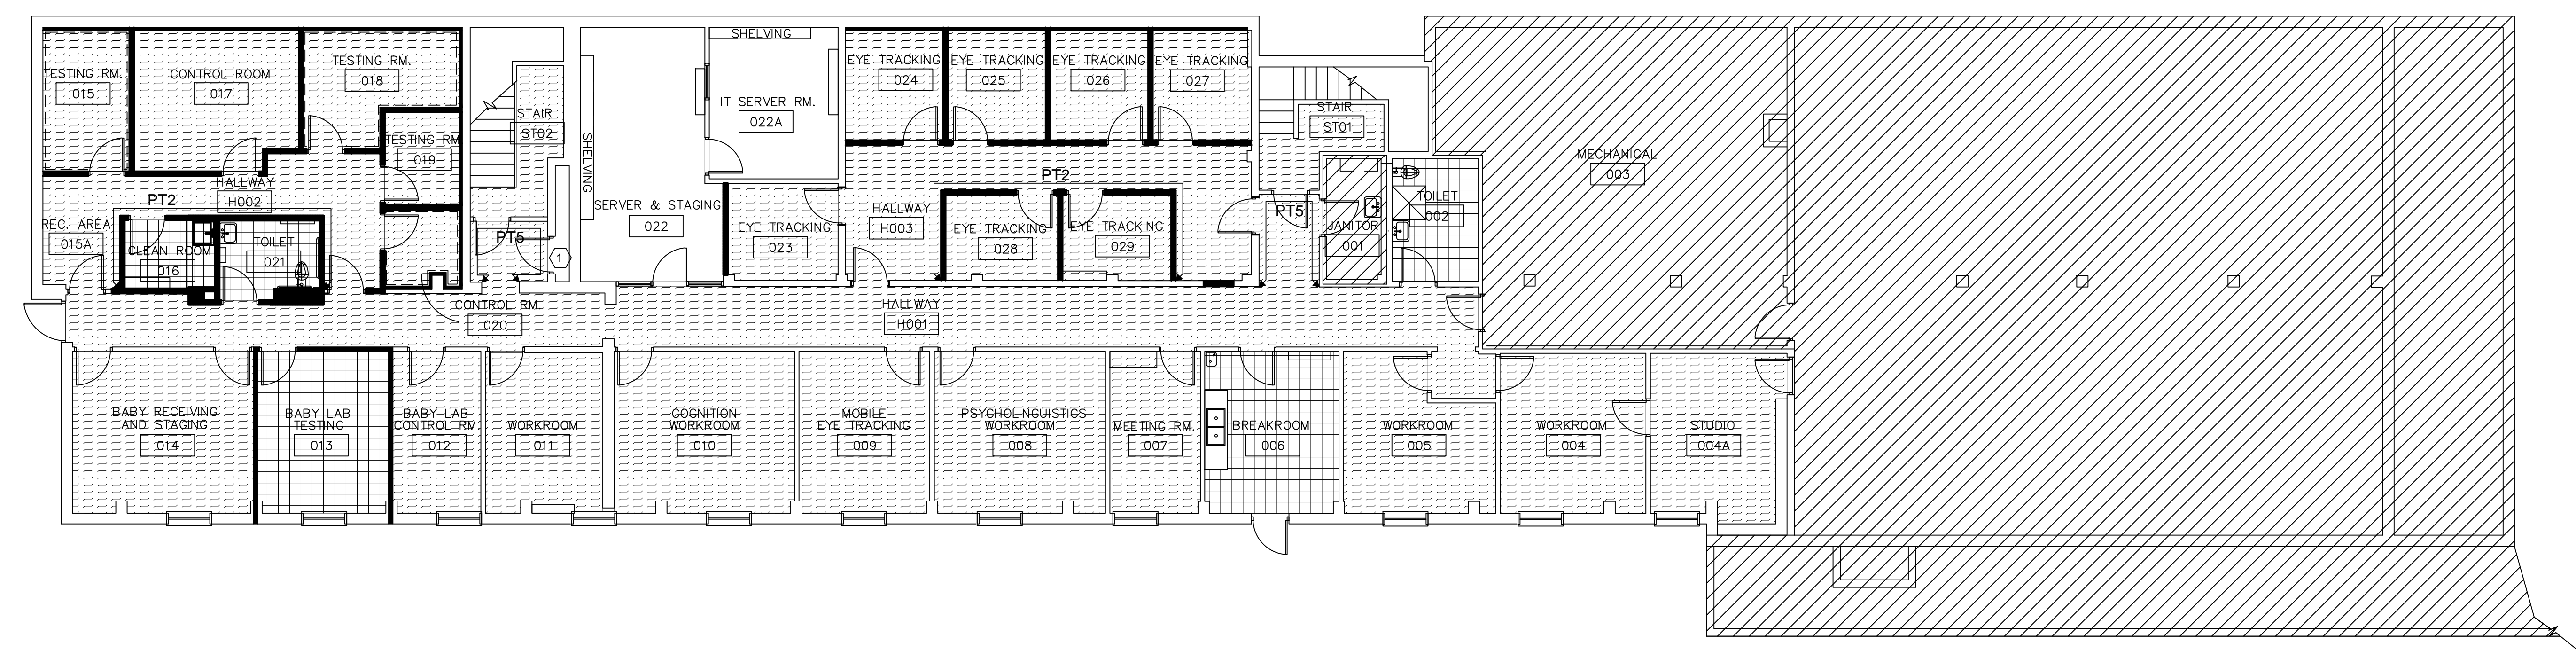 SHELVING
TESTING RM.
015
CONTROL ROOM
017
TESTING RM.
018
EYE TRACKING
024
EYE TRACKING
025
EYE TRACKING
026
EYE TRACKING
027
IT SERVER RM.
022A
STAIR
ST02
STAIR
ST01
TESTING RM
019
SHELVING
MECHANICAL
003
HALLWAY
H002
PT2
PT2
TOILET
002
SERVER & STAGING
022
HALLWAY
H003
PT5
PT5
REC. AREA
015A
EYE TRACKING
023
EYE TRACKING
028
EYE TRACKING
029
JANITOR
001
CLEAN ROOM
016
TOILET
021
1
CONTROL RM.
020
HALLWAY
H001
BABY RECEIVING
AND STAGING
014
BABY LAB
TESTING
013
BABY LAB
CONTROL RM.
012
WORKROOM
011
COGNITION
WORKROOM
010
MOBILE
EYE TRACKING
009
PSYCHOLINGUISTICS
WORKROOM
008
MEETING RM.
007
BREAKROOM
006
WORKROOM
005
WORKROOM
004
STUDIO
004A